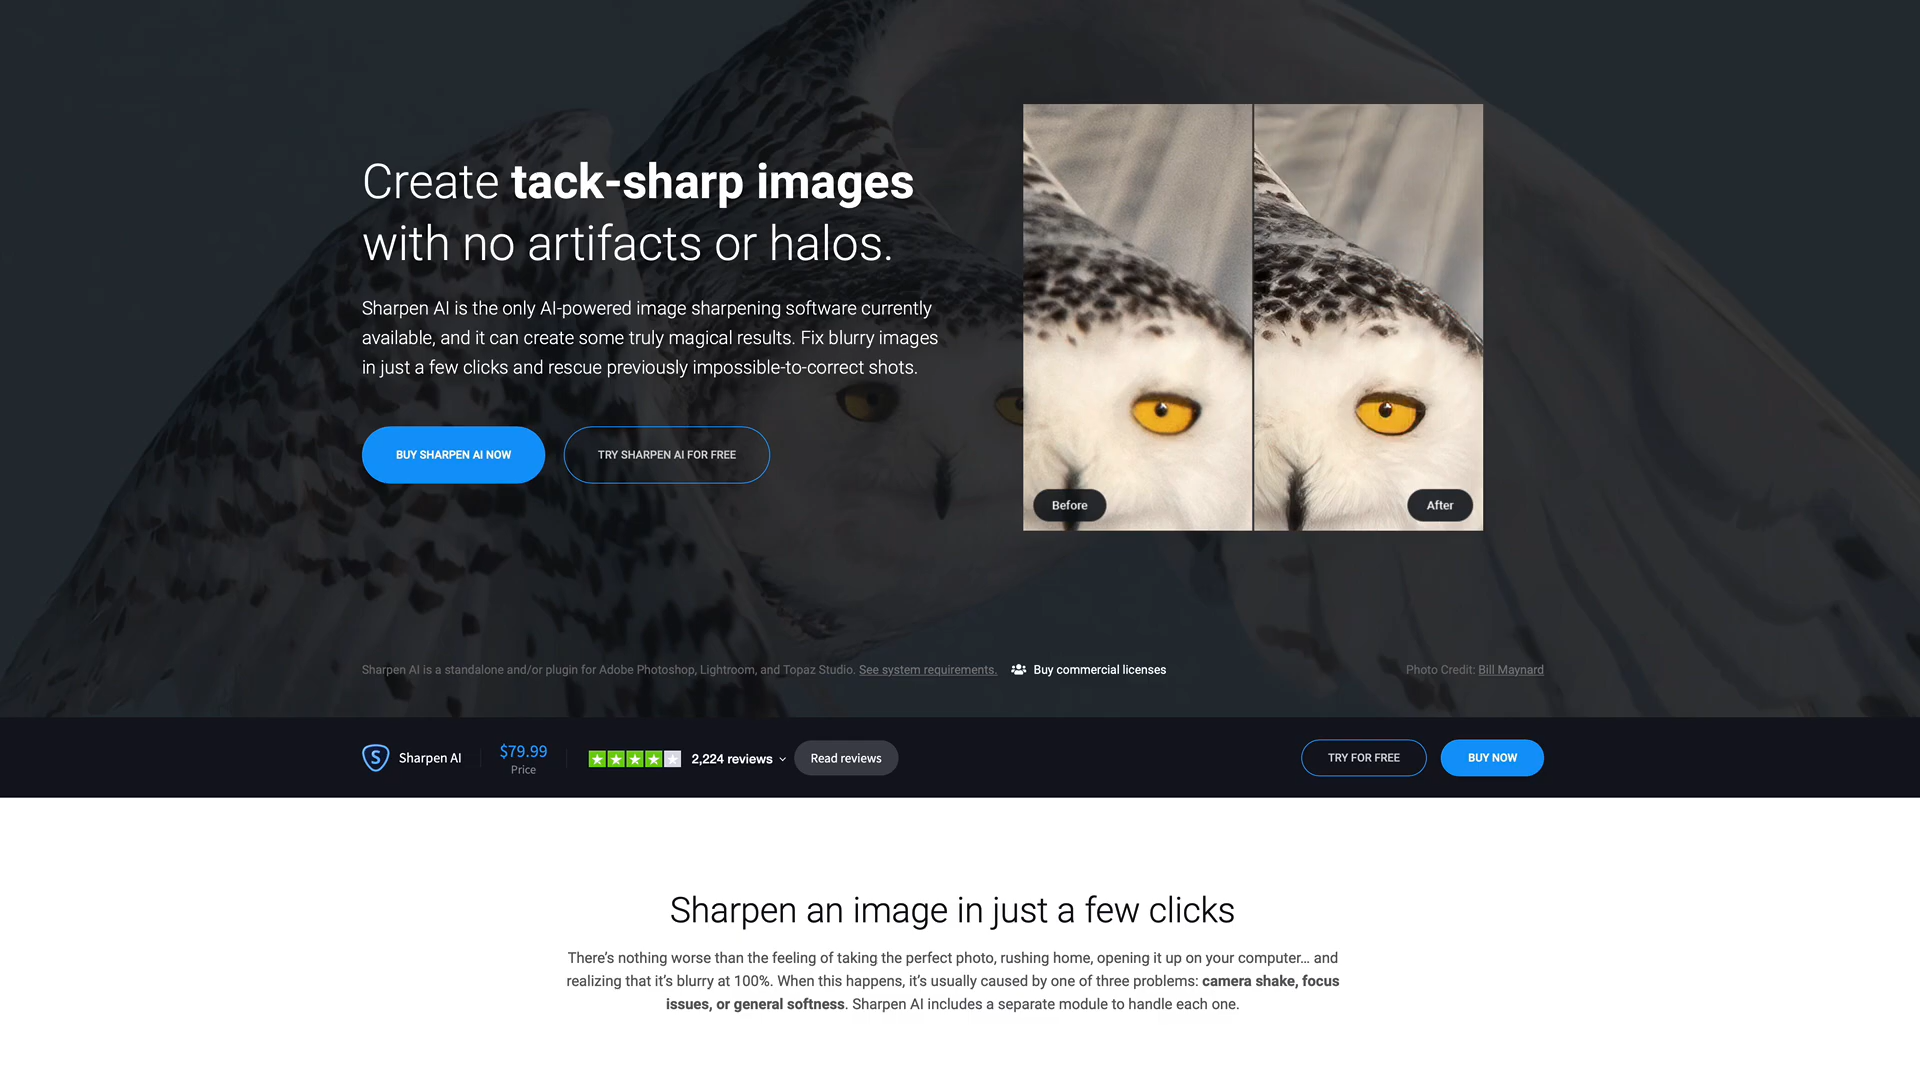 Create tack-sharp images
with no artifacts or halos.
Sharpen AI is the only AI-powered image sharpening software currently
available, and it can create some truly magical results. Fix blurry images
in just a few clicks and rescue previously impossible-to-correct shots.
BUY SHARPEN AI NOW
TRY SHARPEN AI FOR FREE
Before
After
Sharpen AI is a standalone and/or plugin for Adobe Photoshop, Lightroom, and Topaz Studio. See system requirements.
Buy commercial licenses
Photo Credit: Bill Maynard
S
Sharpen AI
$79.99
Price
2,224 reviews
Read reviews
TRY FOR FREE
BUY NOW
Sharpen an image in just a few clicks
There’s nothing worse than the feeling of taking the perfect photo, rushing home, opening it up on your computer… and
realizing that it’s blurry at 100%. When this happens, it’s usually caused by one of three problems: camera shake, focus
issues, or general softness. Sharpen AI includes a separate module to handle each one.